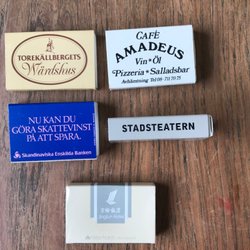 TOREKÄLLBERGETS
Wärdshus
CAFÉ
AMADEUS
Vin • Öl
Pizzeria • Salladsbar
NU KAN DU
GÖRA SKATTEVINST
PÅ ATT SPARA.
Skandinaviska Enskilda Banken
STADSTEATERN